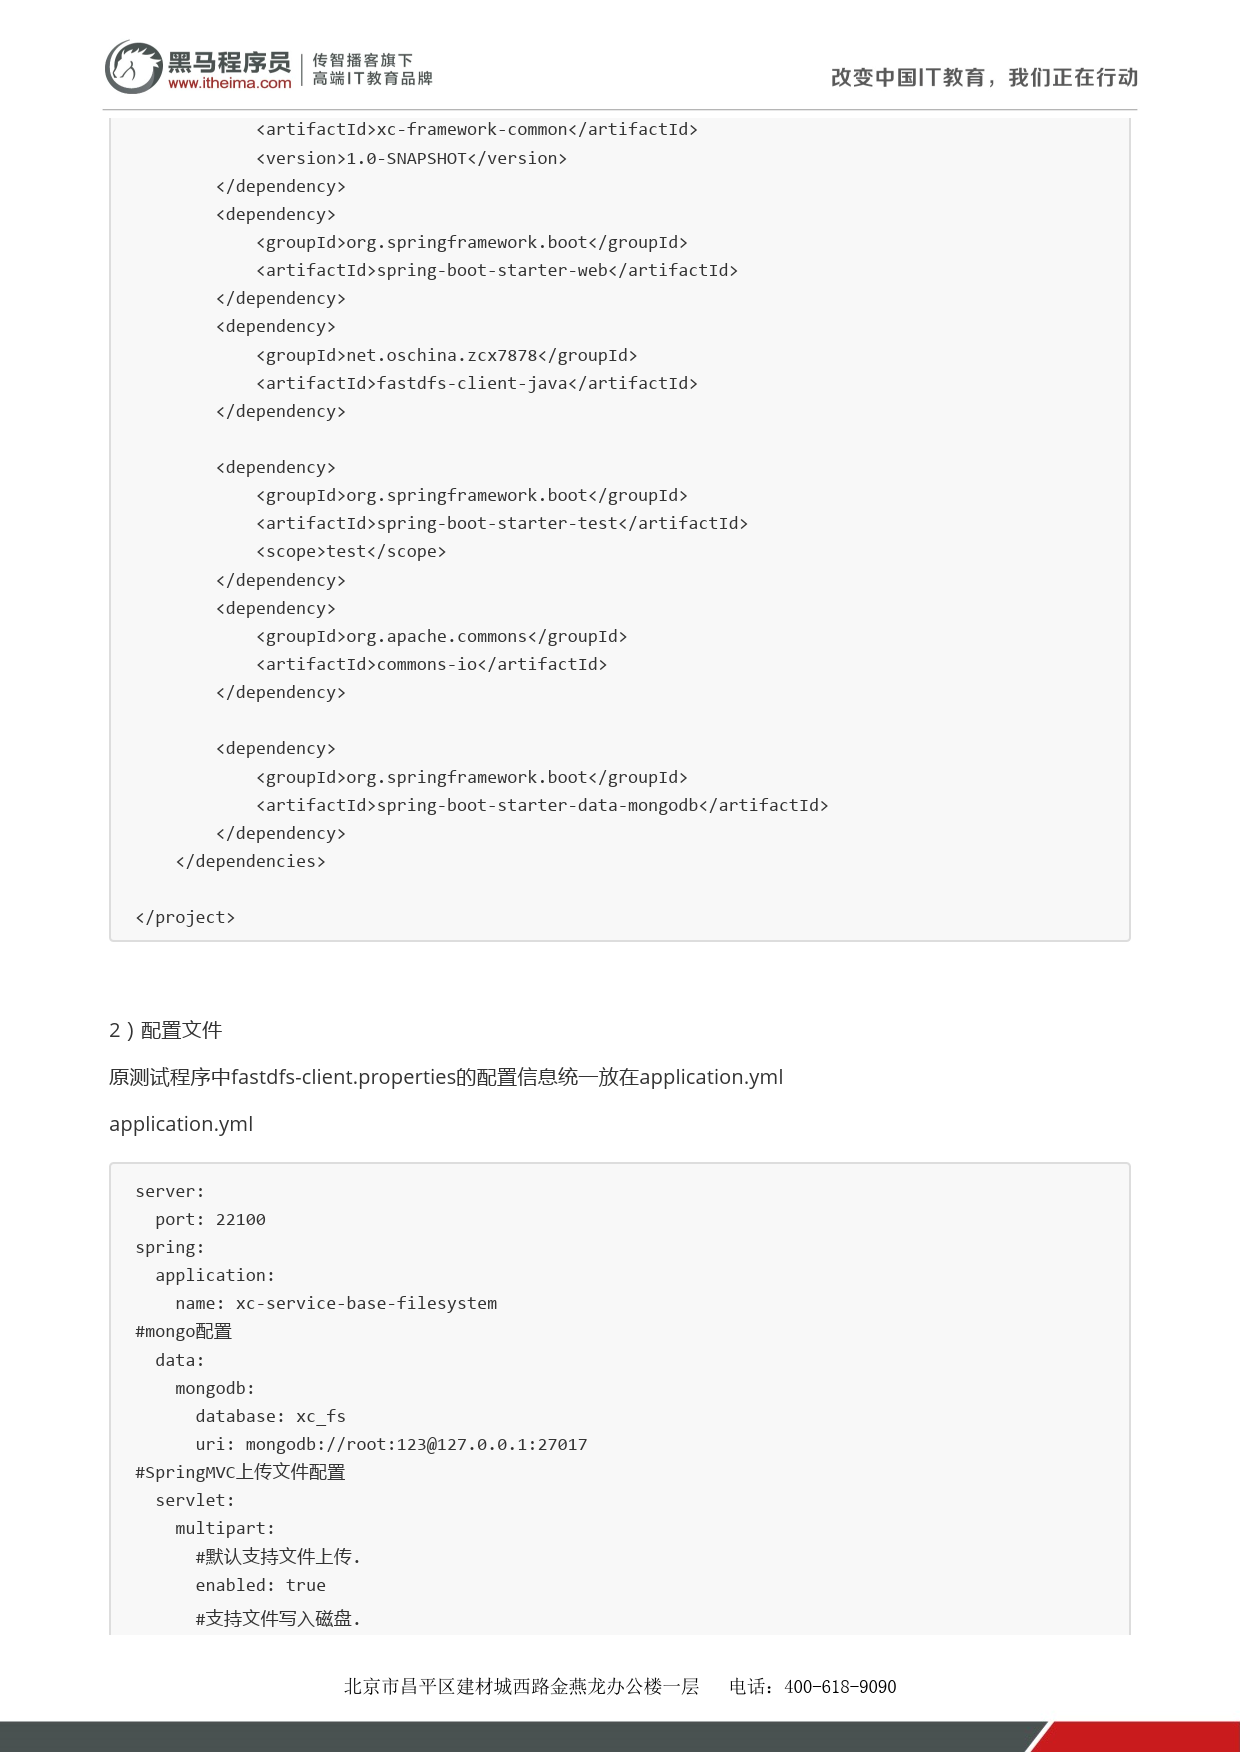 黑马程序员
www.itheima.com
传智播客旗下
高端IT教育品牌
改变中国IT教育，我们正在行动
            <artifactId>xc-framework-common</artifactId>
            <version>1.0-SNAPSHOT</version>
        </dependency>
        <dependency>
            <groupId>org.springframework.boot</groupId>
            <artifactId>spring-boot-starter-web</artifactId>
        </dependency>
        <dependency>
            <groupId>net.oschina.zcx7878</groupId>
            <artifactId>fastdfs-client-java</artifactId>
        </dependency>

        <dependency>
            <groupId>org.springframework.boot</groupId>
            <artifactId>spring-boot-starter-test</artifactId>
            <scope>test</scope>
        </dependency>
        <dependency>
            <groupId>org.apache.commons</groupId>
            <artifactId>commons-io</artifactId>
        </dependency>

        <dependency>
            <groupId>org.springframework.boot</groupId>
            <artifactId>spring-boot-starter-data-mongodb</artifactId>
        </dependency>
    </dependencies>

</project>
2）配置文件
原测试程序中fastdfs-client.properties的配置信息统一放在application.yml
application.yml
server:
  port: 22100
spring:
  application:
    name: xc-service-base-filesystem
#mongo配置
  data:
    mongodb:
      database: xc_fs
      uri: mongodb://root:123@127.0.0.1:27017
#SpringMVC上传文件配置
  servlet:
    multipart:
      #默认支持文件上传.
      enabled: true
      #支持文件写入磁盘.
北京市昌平区建材城西路金燕龙办公楼一层 电话：400-618-9090